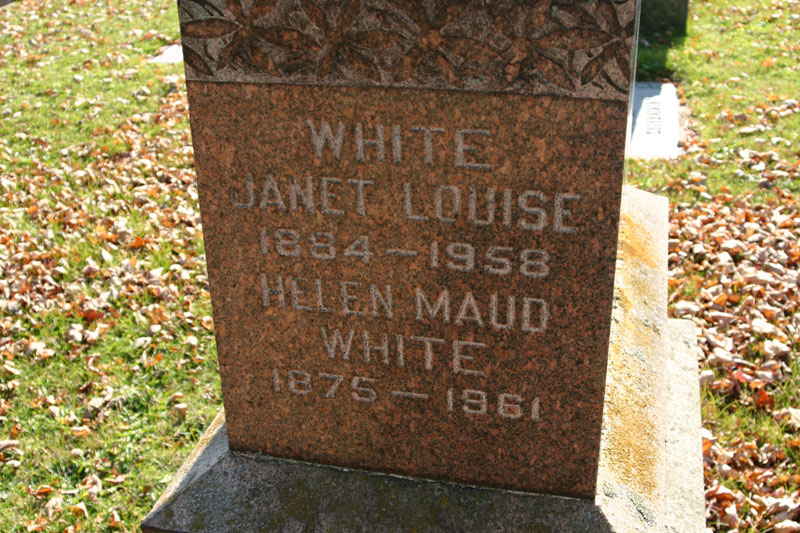 WHITE
JANET LOUISE
1884–1958
HELEN MAUD
WHITE
1875–1961